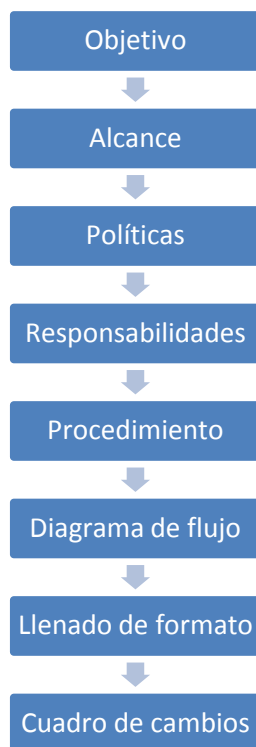 Objetivo
Alcance
Políticas
Responsabilidades
Procedimiento
Diagrama de flujo
Llenado de formato
Cuadro de cambios